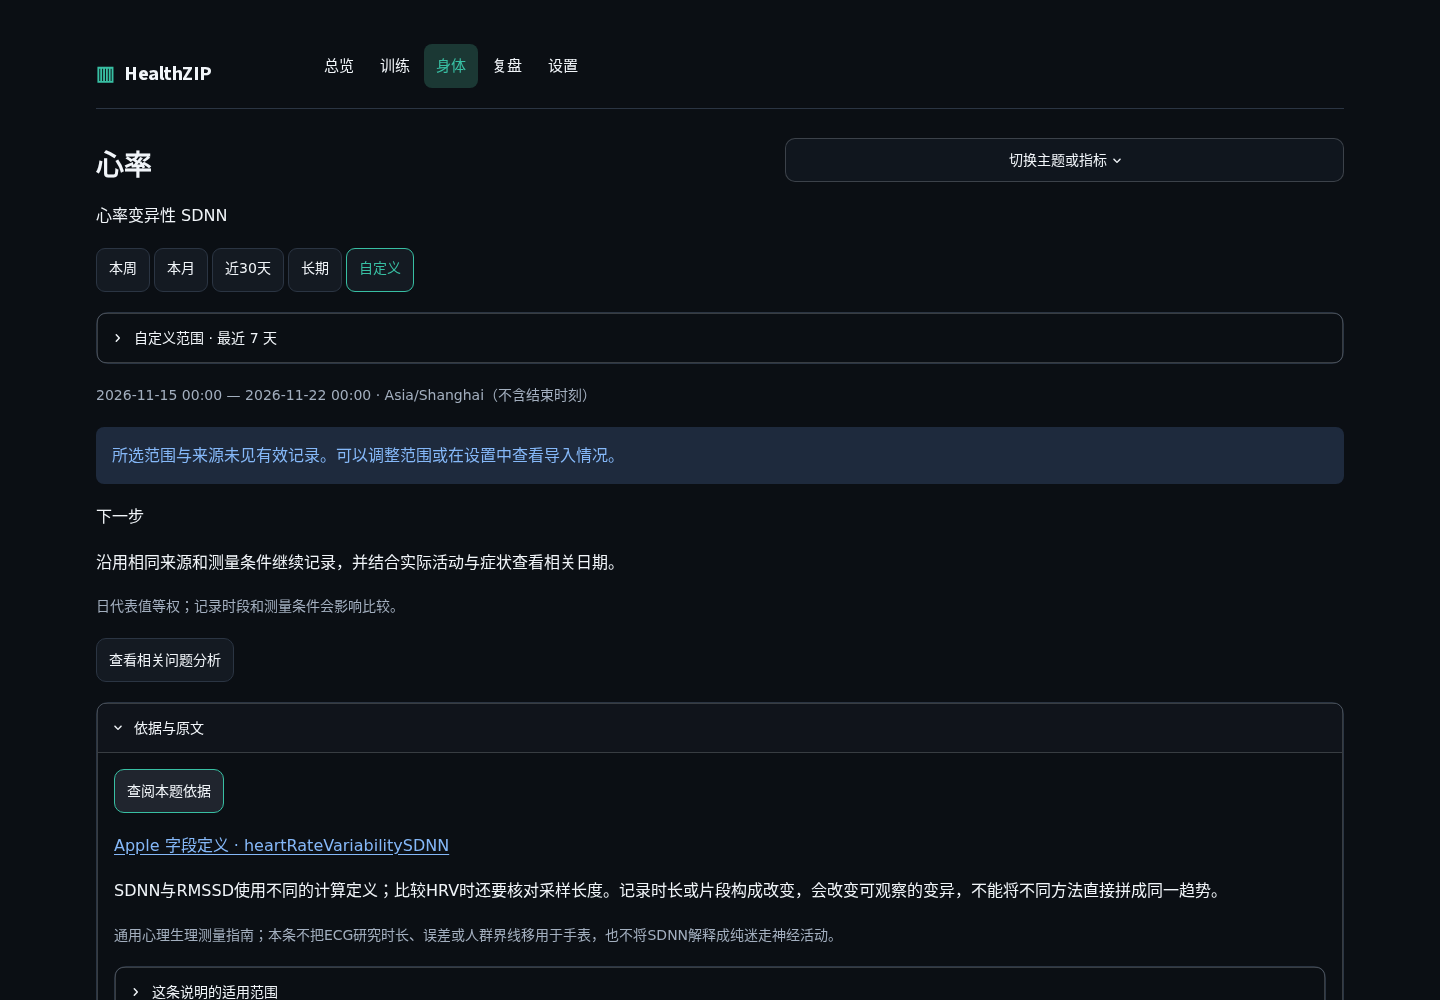 HealthZIP
总览 训练 身体 复盘 设置
心率
切换主题或指标
心率变异性 SDNN
本周 本月 近30天 长期 自定义
自定义范围 · 最近 7 天
2026-11-15 00:00 — 2026-11-22 00:00 · Asia/Shanghai（不含结束时刻）
所选范围与来源未见有效记录。可以调整范围或在设置中查看导入情况。
下一步
沿用相同来源和测量条件继续记录，并结合实际活动与症状查看相关日期。
日代表值等权；记录时段和测量条件会影响比较。
查看相关问题分析
依据与原文
查阅本题依据
Apple 字段定义 · heartRateVariabilitySDNN
SDNN与RMSSD使用不同的计算定义；比较HRV时还要核对采样长度。记录时长或片段构成改变，会改变可观察的变异，不能将不同方法直接拼成同一趋势。
通用心理生理测量指南；本条不把ECG研究时长、误差或人群界线移用于手表，也不将SDNN解释成纯迷走神经活动。
这条说明的适用范围